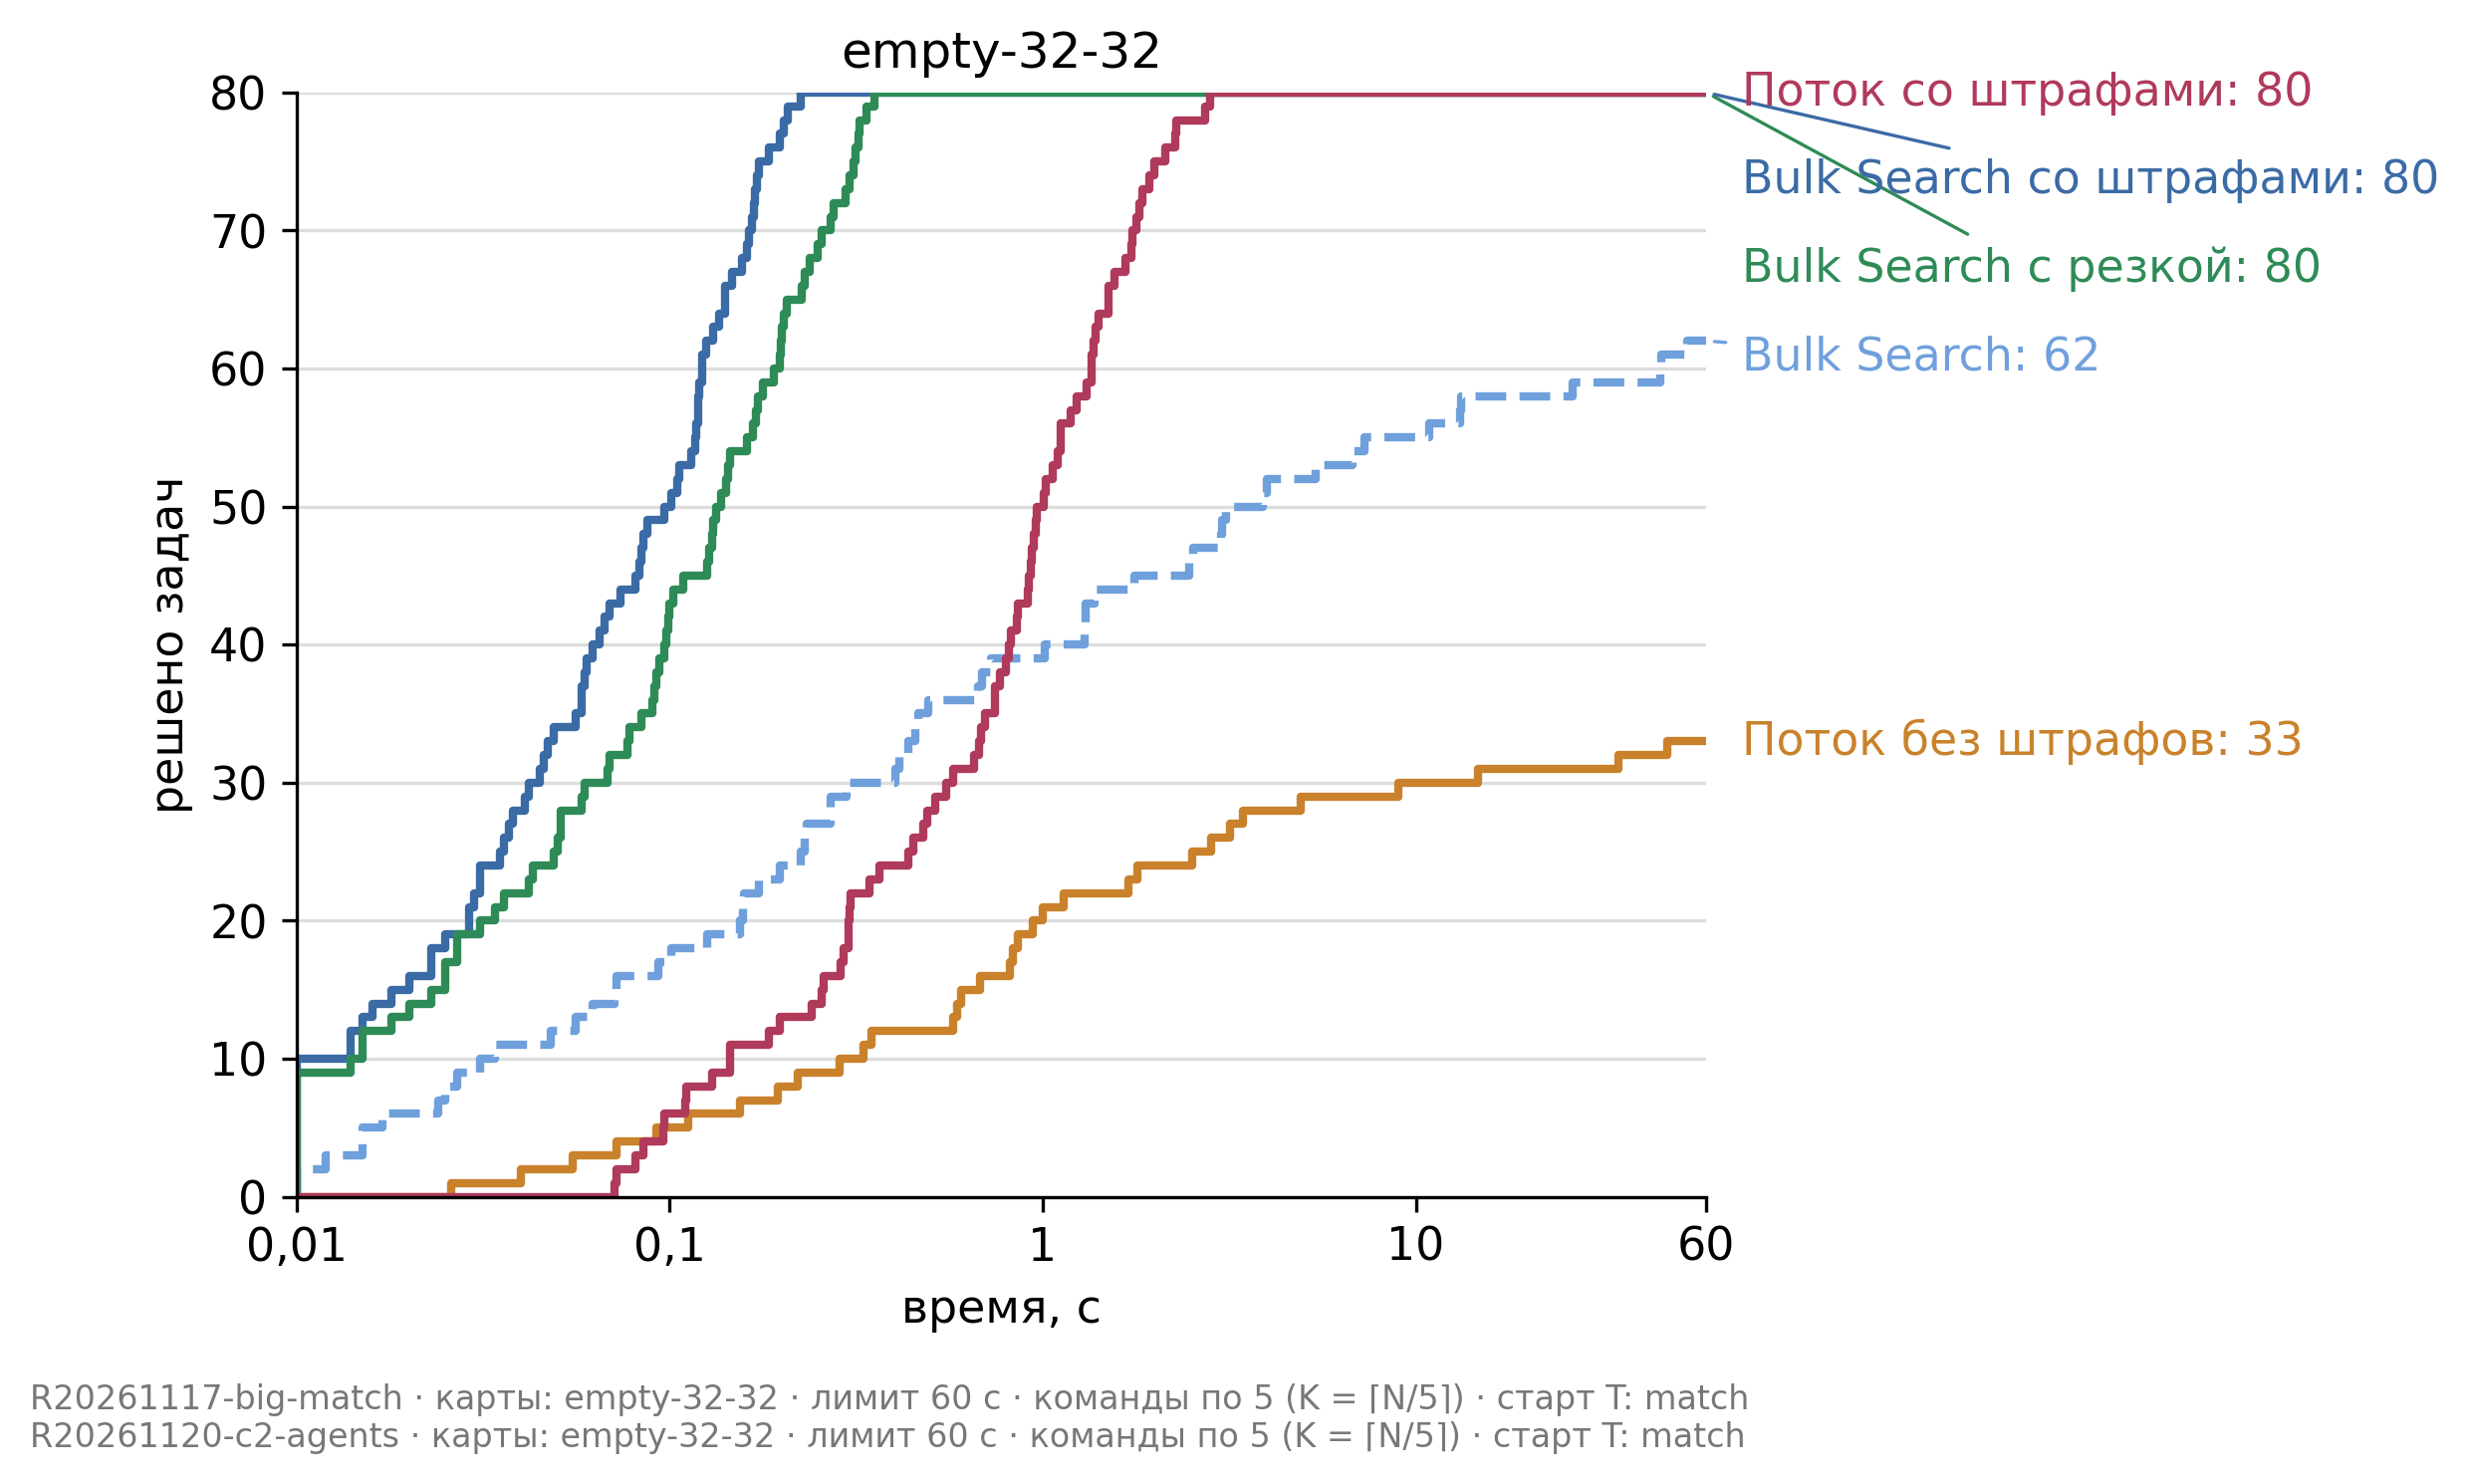 empty-32-32
80
70
60
50
40
30
20
10
0
решено задач
0,01
0,1
1
10
60
время, с
Поток со штрафами: 80
Bulk Search со штрафами: 80
Bulk Search с резкой: 80
Bulk Search: 62
Поток без штрафов: 33
R20261117-big-match · карты: empty-32-32 · лимит 60 с · команды по 5 (K = ⌈N/5⌉) · старт T: match
R20261120-c2-agents · карты: empty-32-32 · лимит 60 с · команды по 5 (K = ⌈N/5⌉) · старт T: match